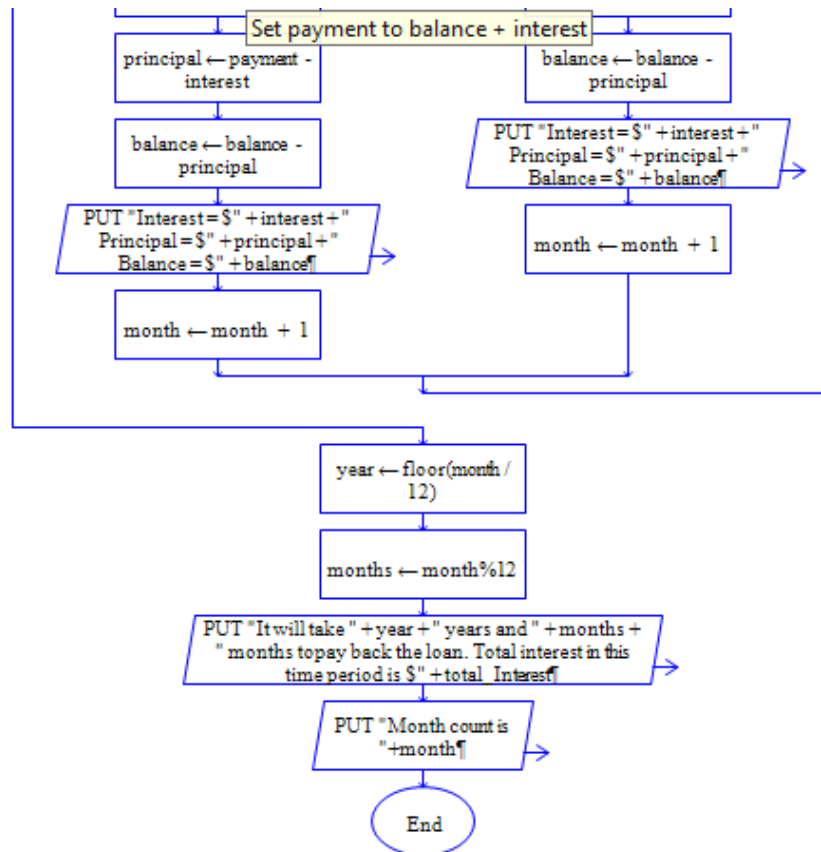 Set payment to balance + interest
principal ← payment -
interest
balance ← balance -
principal
PUT "Interest = $" +interest+"
Principal = $" +principal+"
Balance = $" +balance¶
month ← month + 1
balance ← balance -
principal
PUT "Interest = $" +interest+"
Principal = $" +principal+"
Balance = $" +balance¶
month ← month + 1
year ← floor(month /
12)
months ← month%12
PUT "It will take " +year+" years and " +months+
" months topay back the loan. Total interest in this
time period is $" +total_Interest¶
PUT "Month count is
"+month¶
End